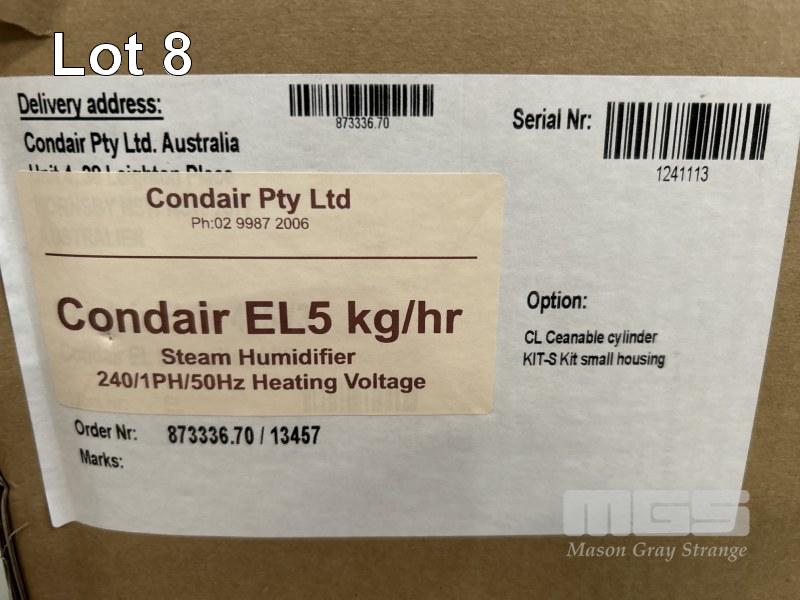 Lot 8
Delivery address:
873336.70
Serial Nr:
1241113
Condair Pty Ltd. Australia
Condair Pty Ltd
Ph:02 9987 2006
Condair EL5 kg/hr
Steam Humidifier
240/1PH/50Hz Heating Voltage
Option:
CL Ceanable cylinder
KIT-S Kit small housing
Order Nr: 873336.70 / 13457
Marks:
MGS
Mason Gray Strange